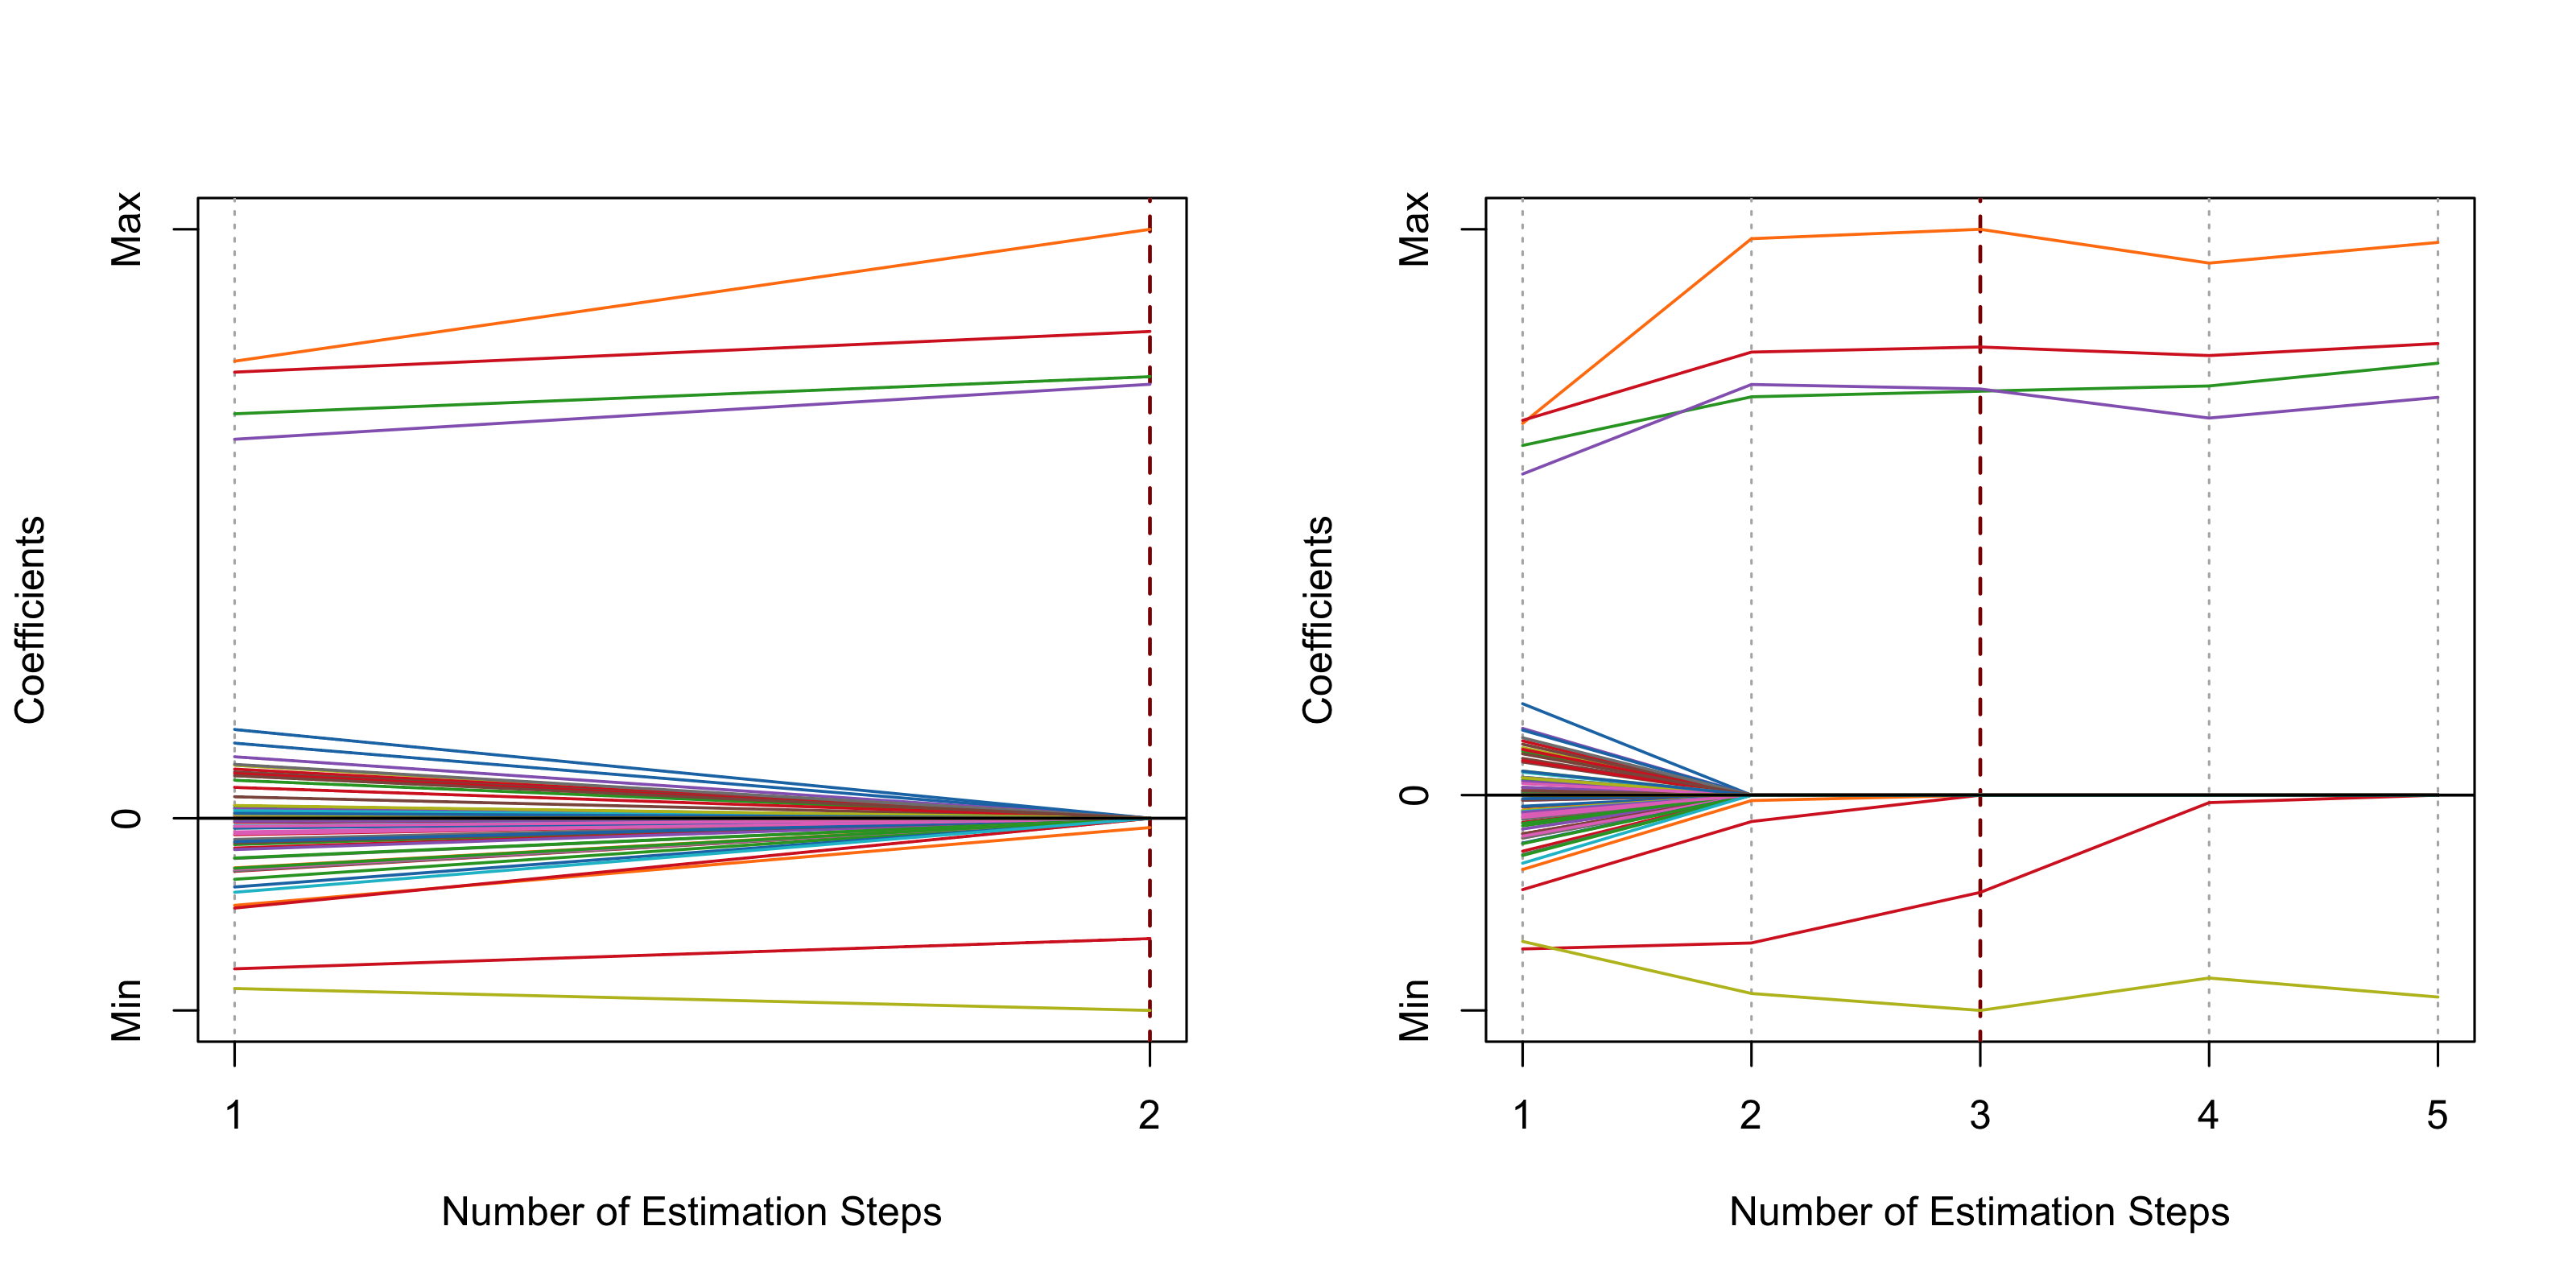 Coefficients
Max
0
Min
1 2
Number of Estimation Steps
Coefficients
Max
0
Min
1 2 3 4 5
Number of Estimation Steps